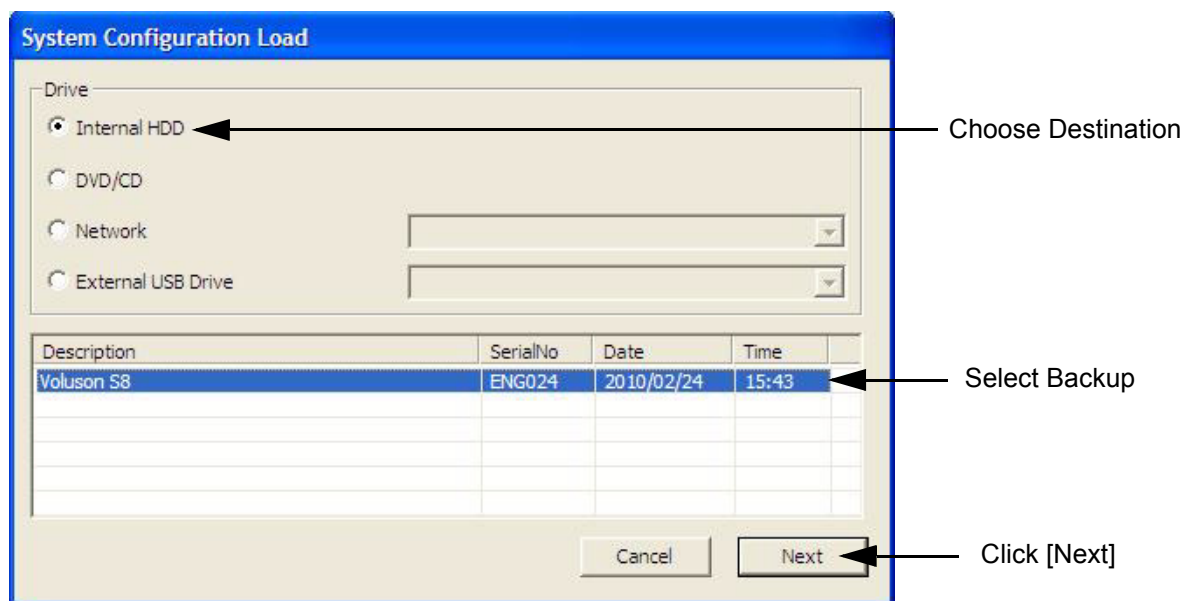 System Configuration Load
Drive
Internal HDD
Choose Destination
DVD/CD
Network
External USB Drive
Description SerialNo Date Time
Voluson S8 ENG024 2010/02/24 15:43
Select Backup
Cancel Next
Click [Next]